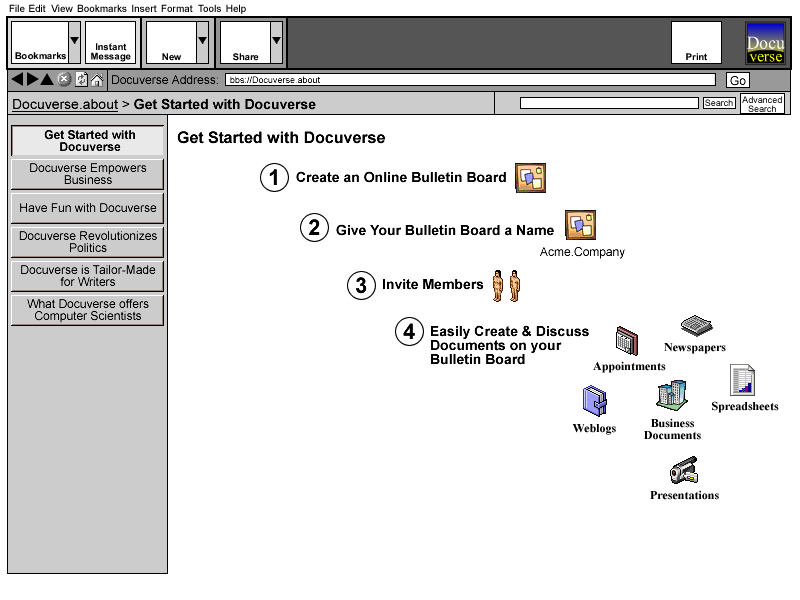 File Edit View Bookmarks Insert Format Tools Help
Bookmarks
Instant
Message
New
Share
Print
Docu
verse
Docuverse Address: bbs://Docuverse.about Go
Docuverse.about > Get Started with Docuverse
Search
Advanced
Search
Get Started with
Docuverse
Docuverse Empowers
Business
Have Fun with Docuverse
Docuverse Revolutionizes
Politics
Docuverse is Tailor-Made
for Writers
What Docuverse offers
Computer Scientists
Get Started with Docuverse
1 Create an Online Bulletin Board
2 Give Your Bulletin Board a Name
Acme.Company
3 Invite Members
4 Easily Create & Discuss
Documents on your
Bulletin Board
Newspapers
Appointments
Spreadsheets
Weblogs
Business
Documents
Presentations